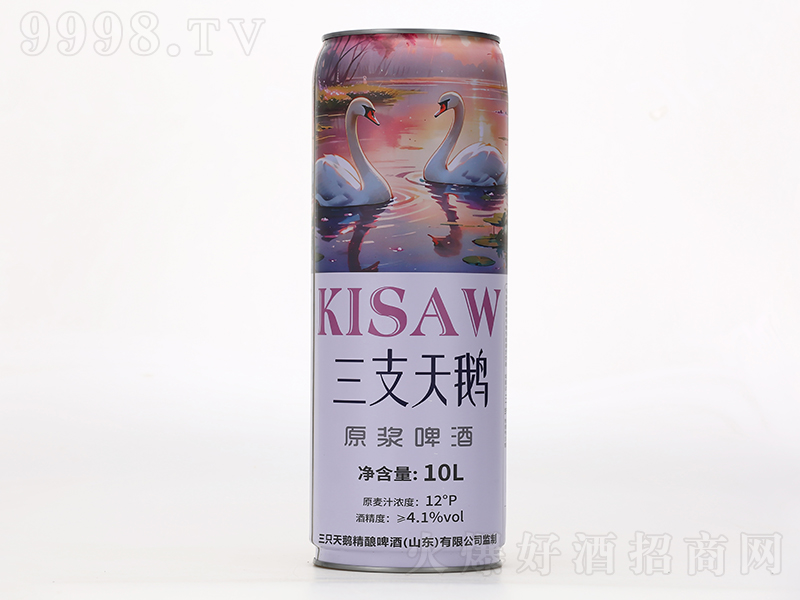 9998.TV
KISAW
三支天鹅
原浆啤酒
净含量: 10L
原麦汁浓度: 12°P
酒精度: ≥4.1%vol
三只天鹅精酿啤酒(山东)有限公司监制
火爆好酒招商网